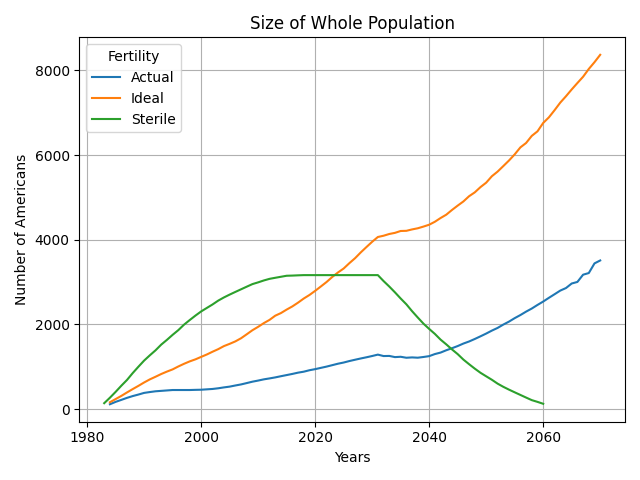 Size of Whole Population
Fertility
Actual
Ideal
Sterile
Number of Americans
8000
6000
4000
2000
0
1980
2000
2020
2040
2060
Years